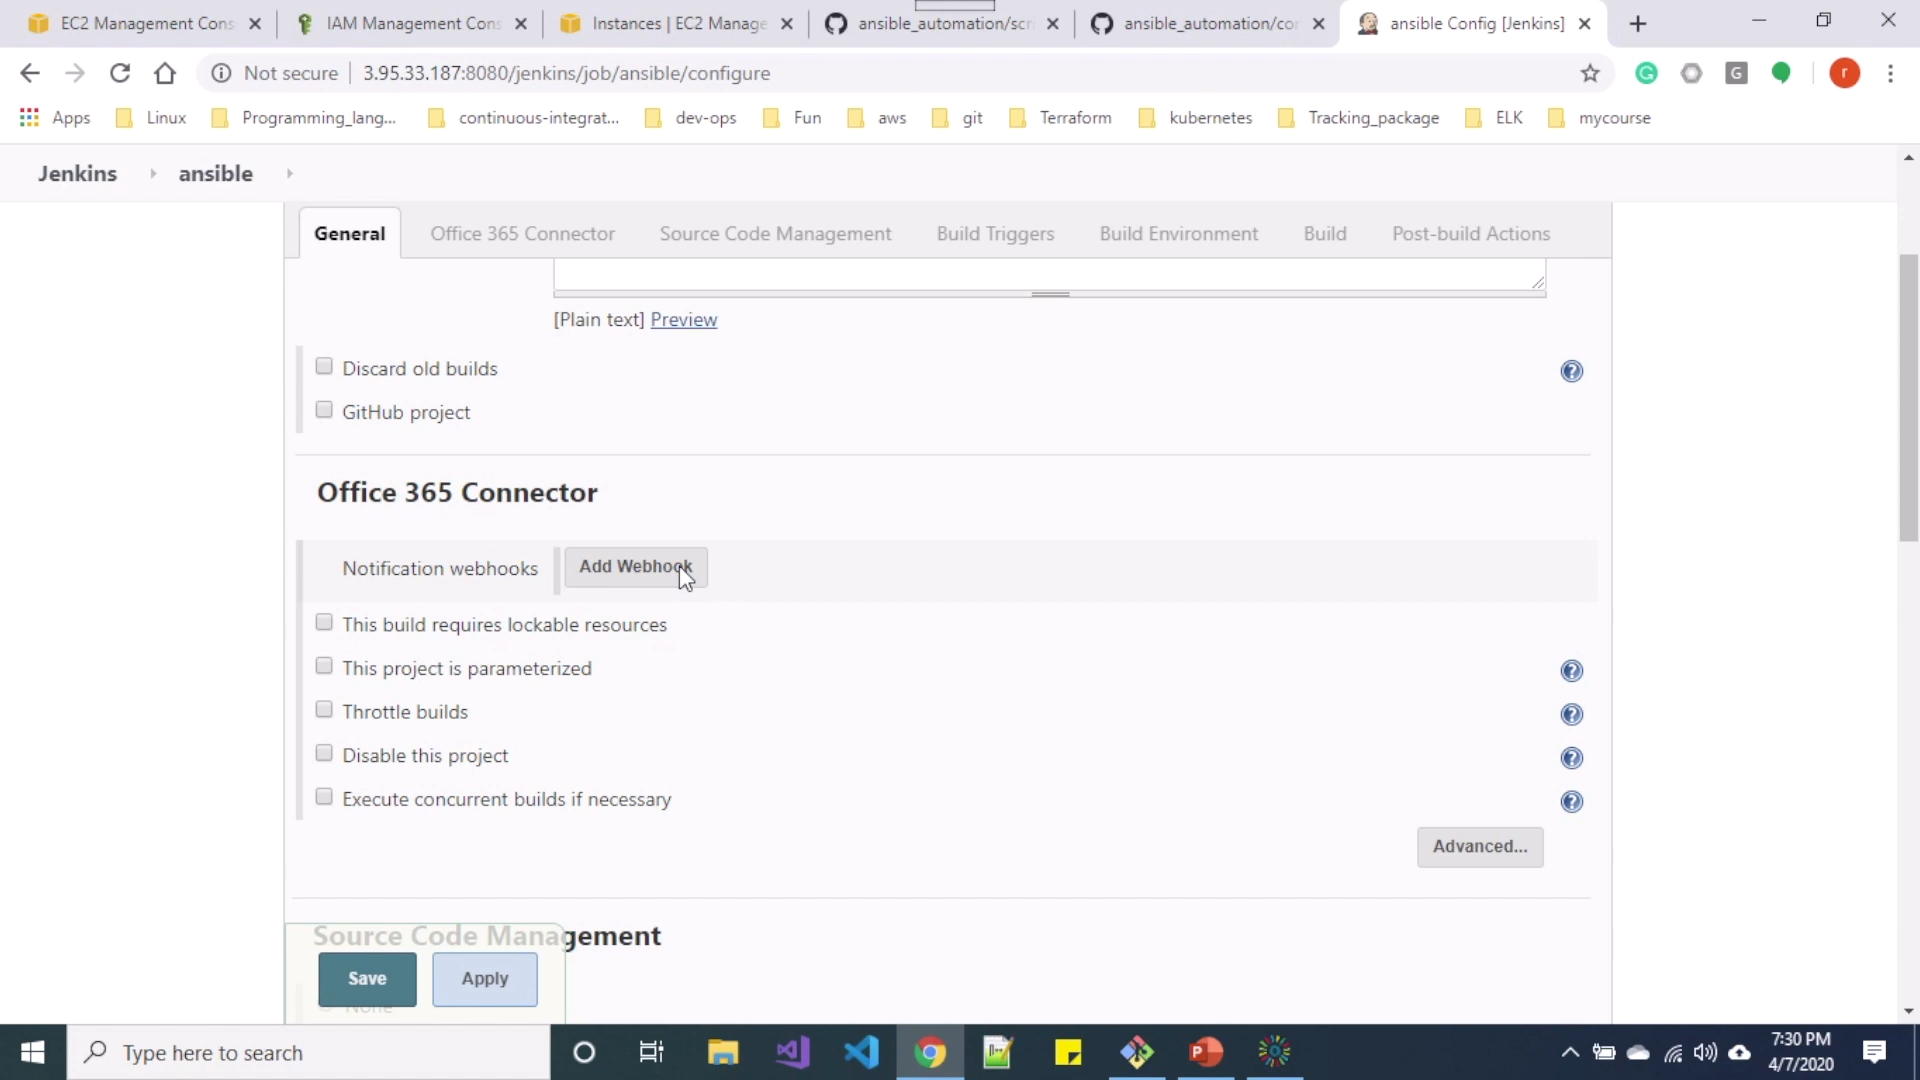 EC2 Management Cons
IAM Management Cons
Instances | EC2 Manage
ansible_automation/scr
ansible_automation/co
ansible Config [Jenkins]
Not secure
3.95.33.187:8080/jenkins/job/ansible/configure
G
r
Apps
Linux
Programming_lang...
continuous-integrat...
dev-ops
Fun
aws
git
Terraform
kubernetes
Tracking_package
ELK
mycourse
Jenkins
ansible
General
Office 365 Connector
Source Code Management
Build Triggers
Build Environment
Build
Post-build Actions
[Plain text] Preview
Discard old builds
GitHub project
Office 365 Connector
Notification webhooks
Add Webhook
This build requires lockable resources
This project is parameterized
Throttle builds
Disable this project
Execute concurrent builds if necessary
Advanced...
Source Code Management
Save
Apply
None
Type here to search
7:30 PM
4/7/2020